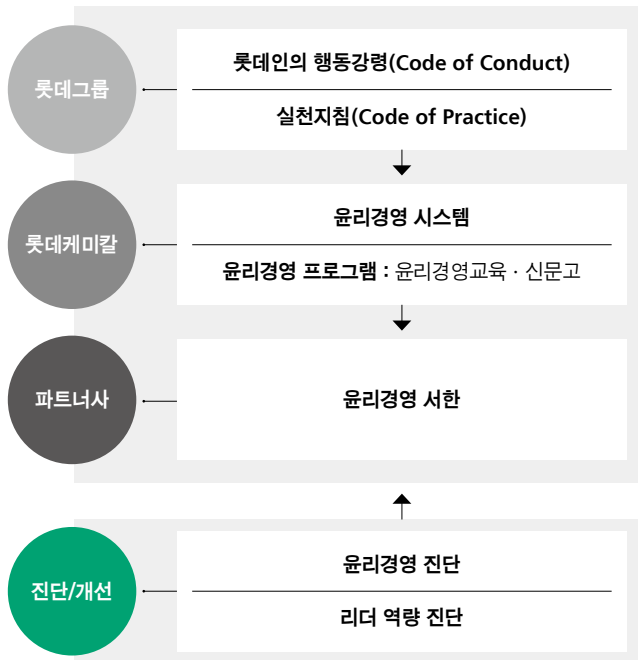 롯데그룹
롯데인의 행동강령(Code of Conduct)
실천지침(Code of Practice)
롯데케미칼
윤리경영 시스템
윤리경영 프로그램 : 윤리경영교육 · 신문고
파트너사
윤리경영 서한
진단/개선
윤리경영 진단
리더 역량 진단